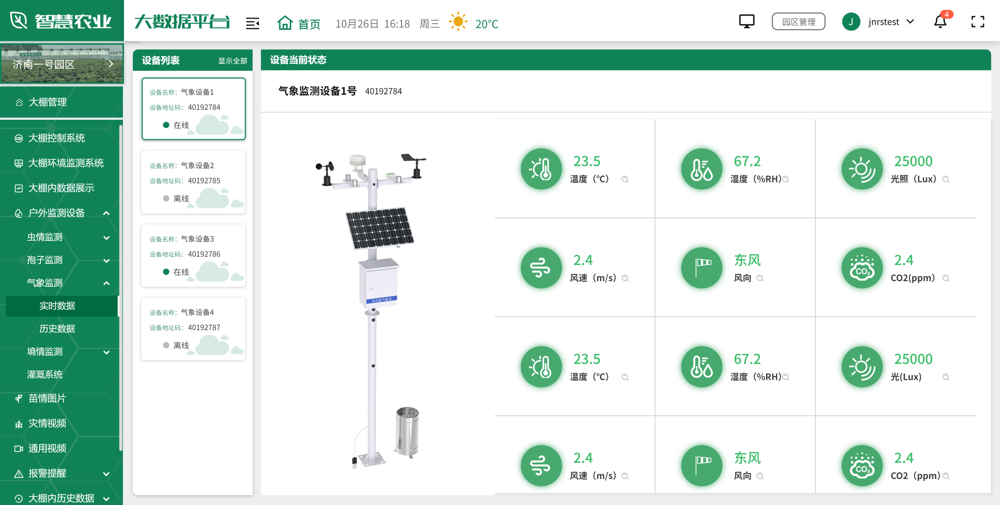 智慧农业
大数据平台
首页
10月26日 16:18 周三
20°C
园区管理
J
jnrstest
4
济南一号园区
大棚管理
大棚控制系统
大棚环境监测系统
大棚内数据展示
户外监测设备
虫情监测
孢子监测
气象监测
实时数据
历史数据
墒情监测
灌溉系统
苗情图片
灾情视频
通用视频
报警提醒
大棚内历史数据
设备列表 显示全部
设备名称：气象设备1
设备地址码：40192784
在线
设备名称：气象设备2
设备地址码：40192785
离线
设备名称：气象设备3
设备地址码：40192786
在线
设备名称：气象设备4
设备地址码：40192787
离线
设备当前状态
气象监测设备1号 40192784
多功能气象站
23.5
温度（℃）
67.2
湿度（%RH）
25000
光照（Lux）
2.4
风速（m/s）
东风
风向
CO₂
2.4
CO2(ppm）
23.5
温度（℃）
67.2
湿度（%RH）
25000
光(Lux)
2.4
风速（m/s）
东风
风向
CO₂
2.4
CO2（ppm）